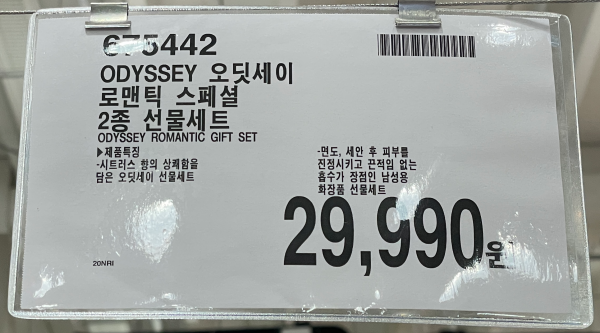 675442
ODYSSEY 오딧세이
로맨틱 스페셜
2종 선물세트
ODYSSEY ROMANTIC GIFT SET
▶제품특징
-시트러스 향의 상쾌함을
담은 오딧세이 선물세트
-면도, 세안 후 피부를
진정시키고 끈적임 없는
흡수가 장점인 남성용
화장품 선물세트
29,990원
20NRI